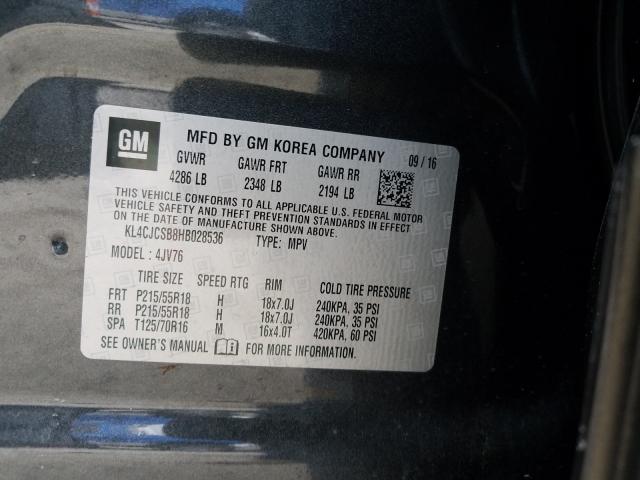 GM
MFD BY GM KOREA COMPANY 09 / 16
GVWR GAWR FRT GAWR RR
4286 LB 2348 LB 2194 LB
THIS VEHICLE CONFORMS TO ALL APPLICABLE U.S. FEDERAL MOTOR
VEHICLE SAFETY AND THEFT PREVENTION STANDARDS IN EFFECT ON THE
DATE OF MANUFACTURE SHOWN ABOVE.
KL4CJCSB8HB028536 TYPE: MPV
MODEL: 4JV76
TIRE SIZE SPEED RTG RIM COLD TIRE PRESSURE
FRT P215/55R18 H 18x7.0J 240KPA, 35 PSI
RR P215/55R18 H 18x7.0J 240KPA, 35 PSI
SPA T125/70R16 M 16x4.0T 420KPA, 60 PSI
SEE OWNER'S MANUAL FOR MORE INFORMATION.